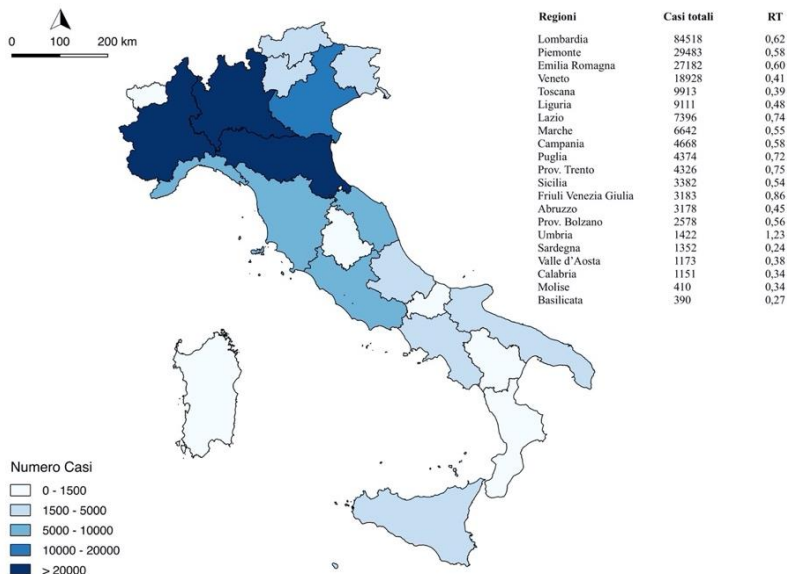 0 100 200 km
Regioni Casi totali RT
Lombardia 84518 0,62
Piemonte 29483 0,58
Emilia Romagna 27182 0,60
Veneto 18928 0,41
Toscana 9913 0,39
Liguria 9111 0,48
Lazio 7396 0,74
Marche 6642 0,55
Campania 4668 0,58
Puglia 4374 0,72
Prov. Trento 4326 0,75
Sicilia 3382 0,54
Friuli Venezia Giulia 3183 0,86
Abruzzo 3178 0,45
Prov. Bolzano 2578 0,56
Umbria 1422 1,23
Sardegna 1352 0,24
Valle d'Aosta 1173 0,38
Calabria 1151 0,34
Molise 410 0,34
Basilicata 390 0,27
Numero Casi
0 - 1500
1500 - 5000
5000 - 10000
10000 - 20000
> 20000